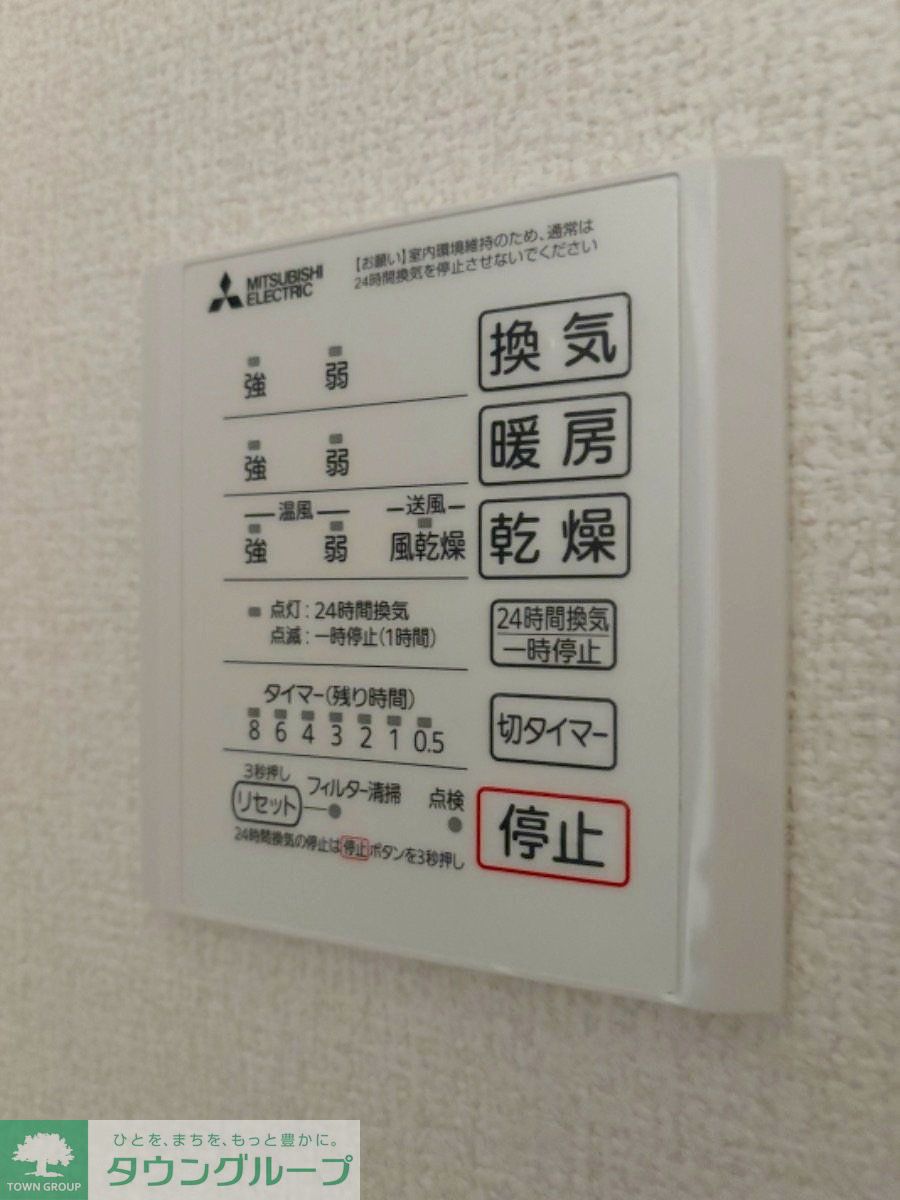 MITSUBISHI
ELECTRIC
【お願い】室内環境維持のため、通常は
24時間換気を停止させないでください
強 弱 換気
強 弱 暖房
温風 送風
強 弱 風乾燥 乾燥
点灯:24時間換気
点滅:一時停止(1時間)
24時間換気
一時停止
タイマー(残り時間)
8 6 4 3 2 1 0.5
切タイマー
3秒押し
リセット フィルター清掃 点検
24時間換気の停止は停止ボタンを3秒押し
停止
TOWN GROUP
ひとを、まちを、もっと豊かに。
タウングループ